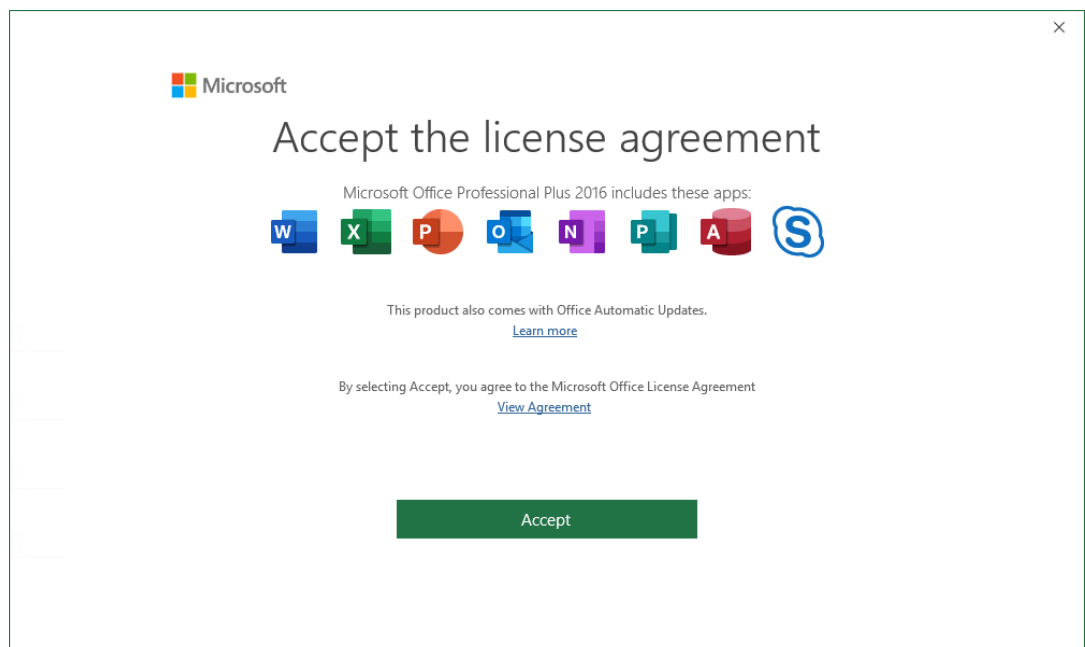 Microsoft
Accept the license agreement
Microsoft Office Professional Plus 2016 includes these apps:
W X P O N P A S
This product also comes with Office Automatic Updates.
Learn more
By selecting Accept, you agree to the Microsoft Office License Agreement
View Agreement
Accept